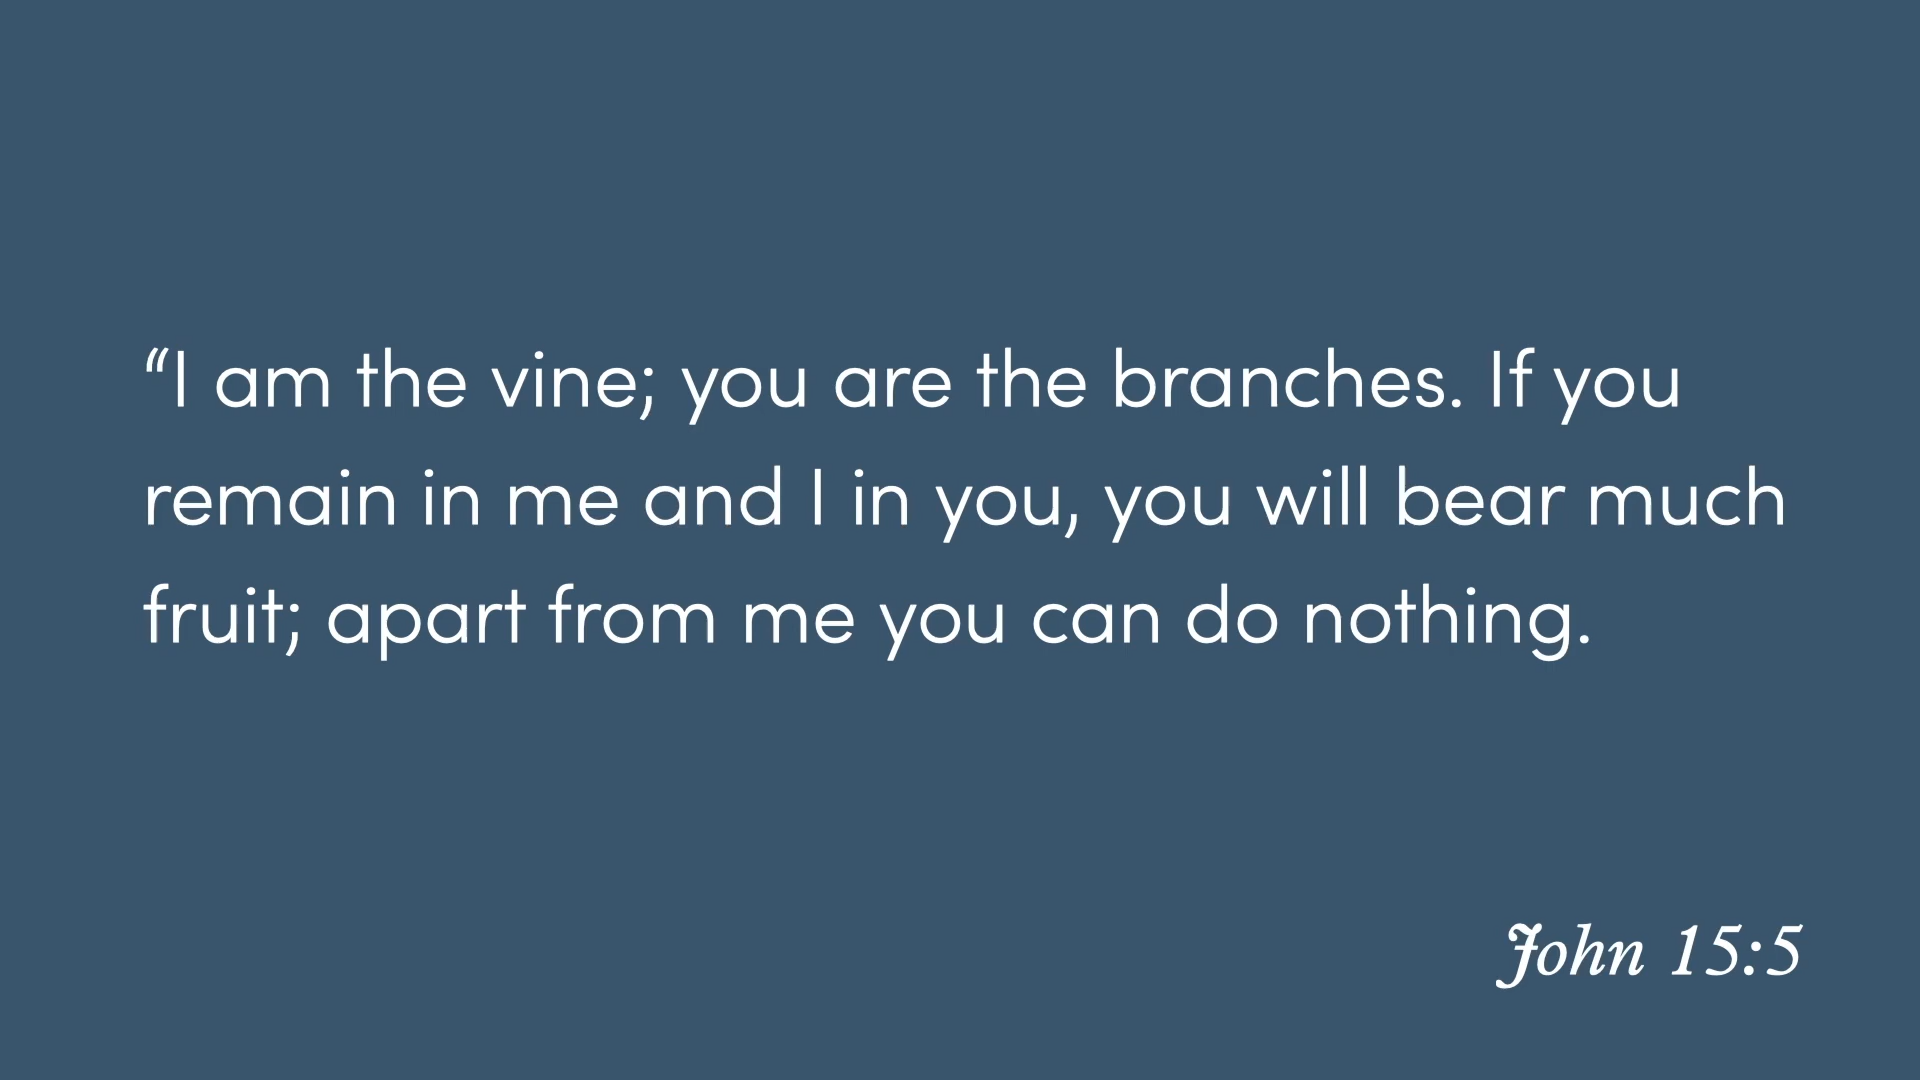 “I am the vine; you are the branches. If you
remain in me and I in you, you will bear much
fruit; apart from me you can do nothing.
John 15:5